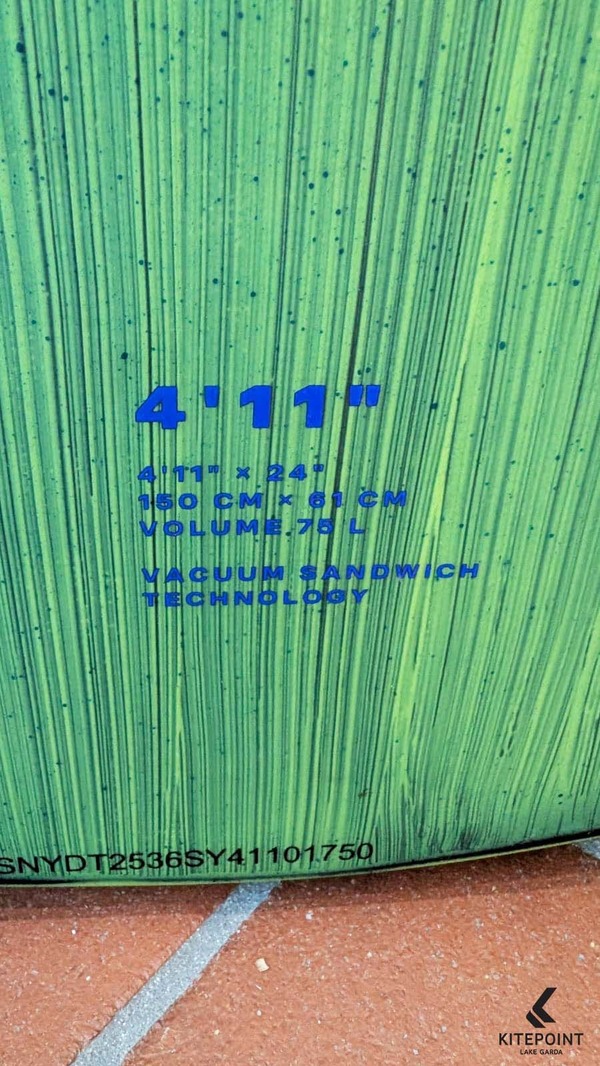 4'11"
4'11" × 24"
150 CM × 61 CM
VOLUME 75 L
VACUUM SANDWICH
TECHNOLOGY
SNYDT2536SY41101750
KITEPOINT
LAKE GARDA